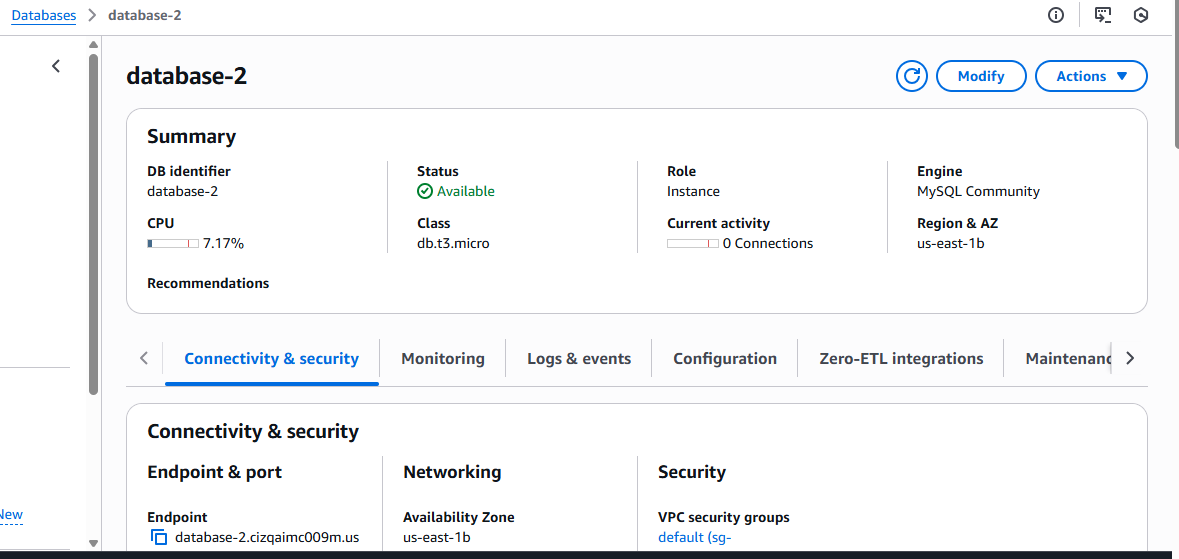 Databases > database-2
database-2
Modify
Actions
Summary
DB identifier
database-2
Status
Available
Role
Instance
Engine
MySQL Community
CPU
7.17%
Class
db.t3.micro
Current activity
0 Connections
Region & AZ
us-east-1b
Recommendations
Connectivity & security
Monitoring
Logs & events
Configuration
Zero-ETL integrations
Maintenanc
Connectivity & security
Endpoint & port
Networking
Security
New
Endpoint
database-2.cizqaimc009m.us
Availability Zone
us-east-1b
VPC security groups
default (sg-